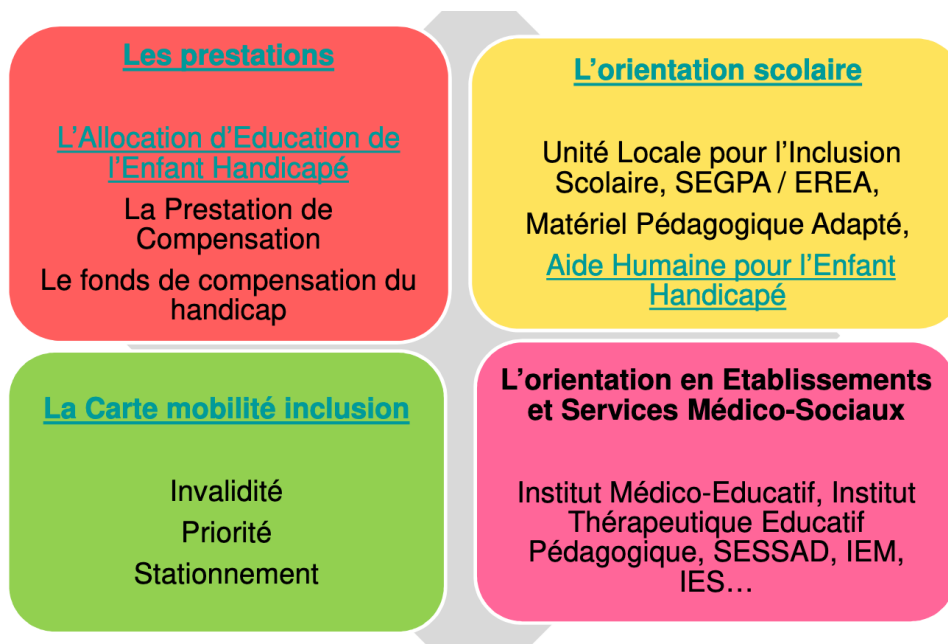 Les prestations
L'Allocation d'Education de
l'Enfant Handicapé
La Prestation de
Compensation
Le fonds de compensation du
handicap
L'orientation scolaire
Unité Locale pour l'Inclusion
Scolaire, SEGPA / EREA,
Matériel Pédagogique Adapté,
Aide Humaine pour l'Enfant
Handicapé
La Carte mobilité inclusion
Invalidité
Priorité
Stationnement
L'orientation en Etablissements
et Services Médico-Sociaux
Institut Médico-Educatif, Institut
Thérapeutique Educatif
Pédagogique, SESSAD, IEM,
IES…